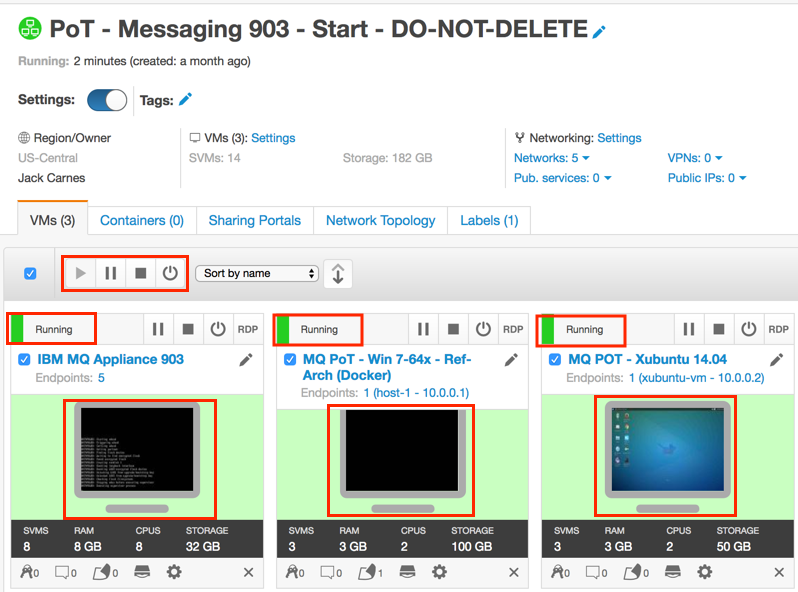 PoT - Messaging 903 - Start - DO-NOT-DELETE
Running: 2 minutes (created: a month ago)
Settings: Tags:
Region/Owner
US-Central
Jack Carnes
VMs (3): Settings
SVMs: 14 Storage: 182 GB
Networking: Settings
Networks: 5 VPNs: 0
Pub. services: 0 Public IPs: 0
VMs (3) Containers (0) Sharing Portals Network Topology Labels (1)
Sort by name
Running RDP
IBM MQ Appliance 903
Endpoints: 5
SVMS RAM CPUS STORAGE
8 8 GB 8 32 GB
0 0 0
Running RDP
MQ PoT - Win 7-64x - Ref-
Arch (Docker)
Endpoints: 1 (host-1 - 10.0.0.1)
SVMS RAM CPUS STORAGE
3 3 GB 2 100 GB
0 0 1
Running RDP
MQ POT - Xubuntu 14.04
Endpoints: 1 (xubuntu-vm - 10.0.0.2)
SVMS RAM CPUS STORAGE
3 3 GB 2 50 GB
0 0 0